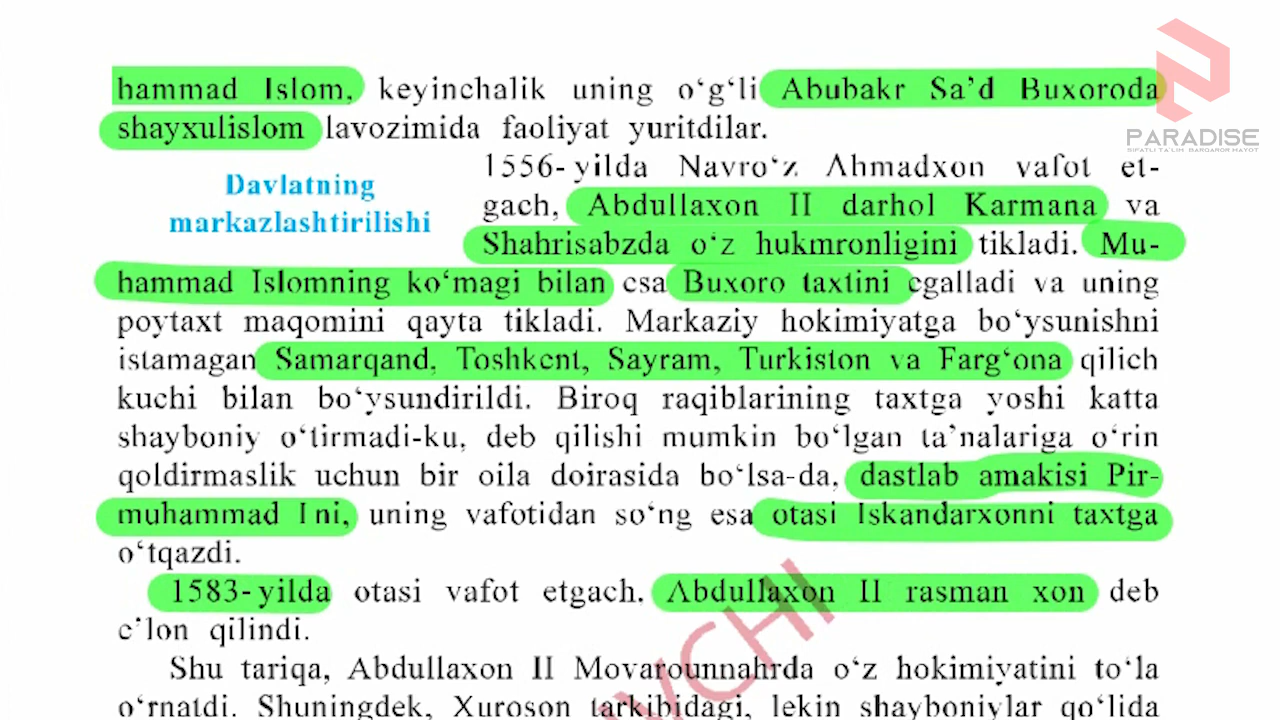 hammad Islom, keyinchalik uning o‘g‘li Abubakr Sa’d Buxoroda
shayxulislom lavozimida faoliyat yuritdilar.
PARADISE
SIFATLI TA'LIM BARQAROR HAYOT
Davlatning
markazlashtirilishi
1556-yilda Navro‘z Ahmadxon vafot et-
gach, Abdullaxon II darhol Karmana va
Shahrisabzda o‘z hukmronligini tikladi. Mu-
hammad Islomning ko‘magi bilan esa Buxoro taxtini egalladi va uning
poytaxt maqomini qayta tikladi. Markaziy hokimiyatga bo‘ysunishni
istamagan Samarqand, Toshkent, Sayram, Turkiston va Farg‘ona qilich
kuchi bilan bo‘ysundirildi. Biroq raqiblarining taxtga yoshi katta
shayboniy o‘tirmadi-ku, deb qilishi mumkin bo‘lgan ta’nalariga o‘rin
qoldirmaslik uchun bir oila doirasida bo‘lsa-da, dastlab amakisi Pir-
muhammad I ni, uning vafotidan so‘ng esa otasi Iskandarxonni taxtga
o‘tqazdi.
1583-yilda otasi vafot etgach, Abdullaxon II rasman xon deb
e’lon qilindi.
Shu tariqa, Abdullaxon II Movarounnahrda o‘z hokimiyatini to‘la
o‘rnatdi. Shuningdek, Xuroson tarkibidagi, lekin shayboniylar qo‘lida